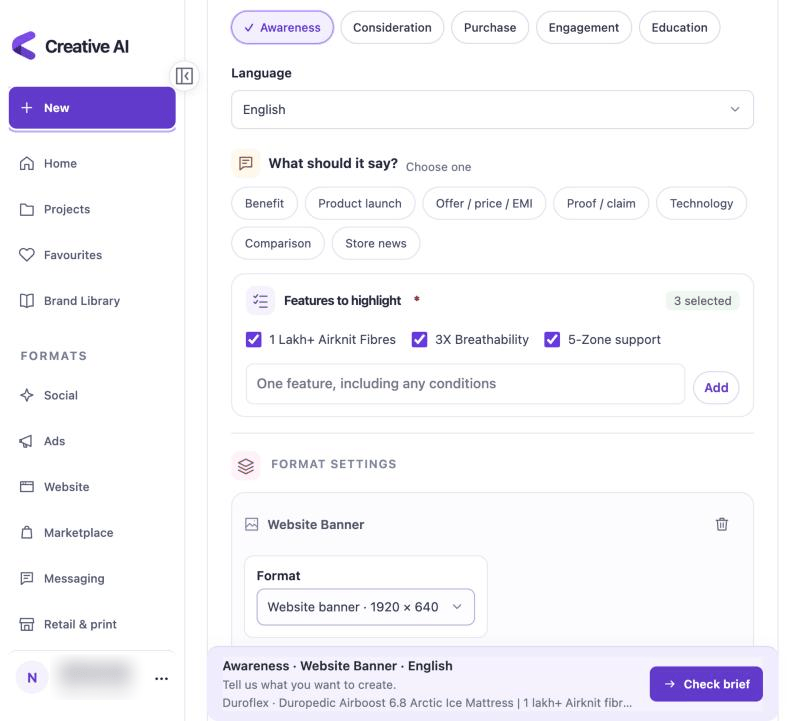 Creative AI
New
Home
Projects
Favourites
Brand Library
FORMATS
Social
Ads
Website
Marketplace
Messaging
Retail & print
N
Awareness Consideration Purchase Engagement Education
Language
English
What should it say? Choose one
Benefit Product launch Offer / price / EMI Proof / claim Technology
Comparison Store news
Features to highlight * 3 selected
1 Lakh+ Airknit Fibres 3X Breathability 5-Zone support
One feature, including any conditions Add
FORMAT SETTINGS
Website Banner
Format
Website banner · 1920 × 640
Awareness · Website Banner · English
Tell us what you want to create.
Duroflex · Duropedic Airboost 6.8 Arctic Ice Mattress | 1 lakh+ Airknit fibr...
Check brief